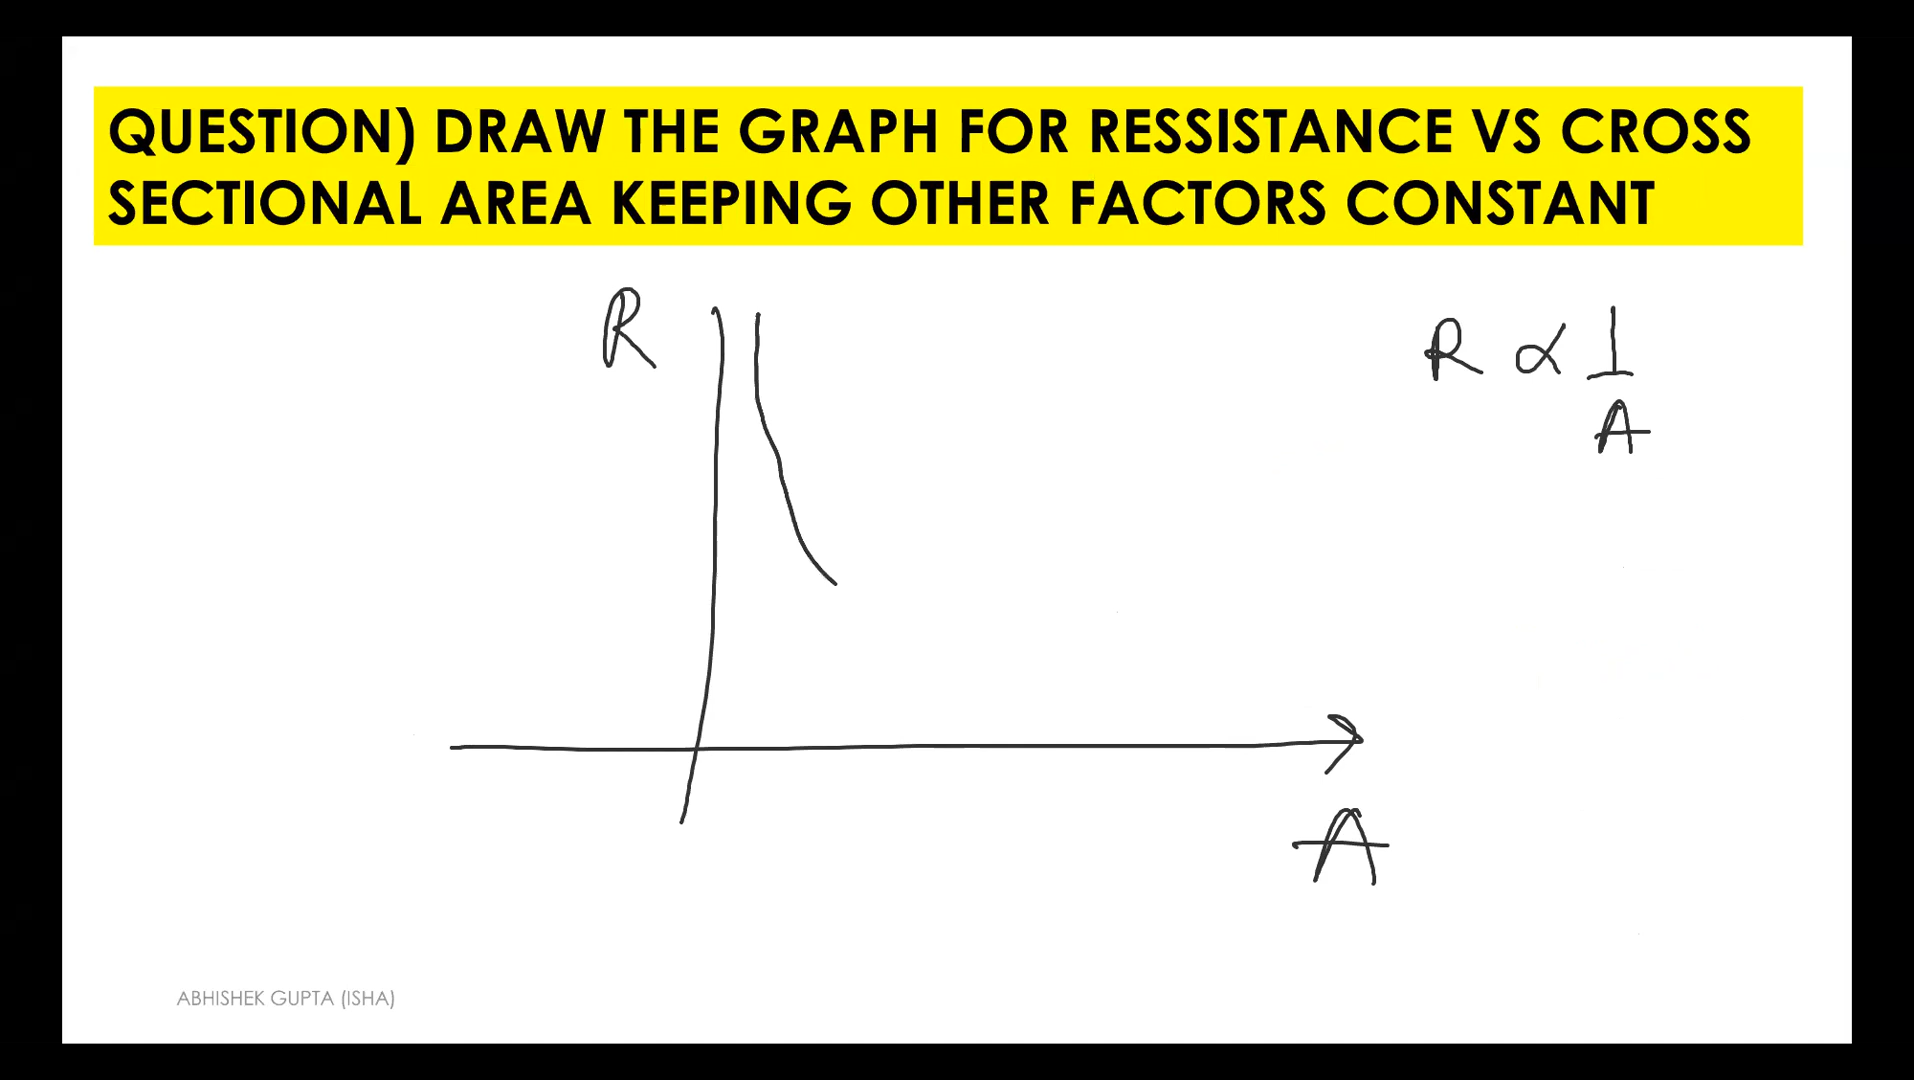 QUESTION) DRAW THE GRAPH FOR RESSISTANCE VS CROSS
SECTIONAL AREA KEEPING OTHER FACTORS CONSTANT
R
R ∝ 1
A
A
ABHISHEK GUPTA (ISHA)